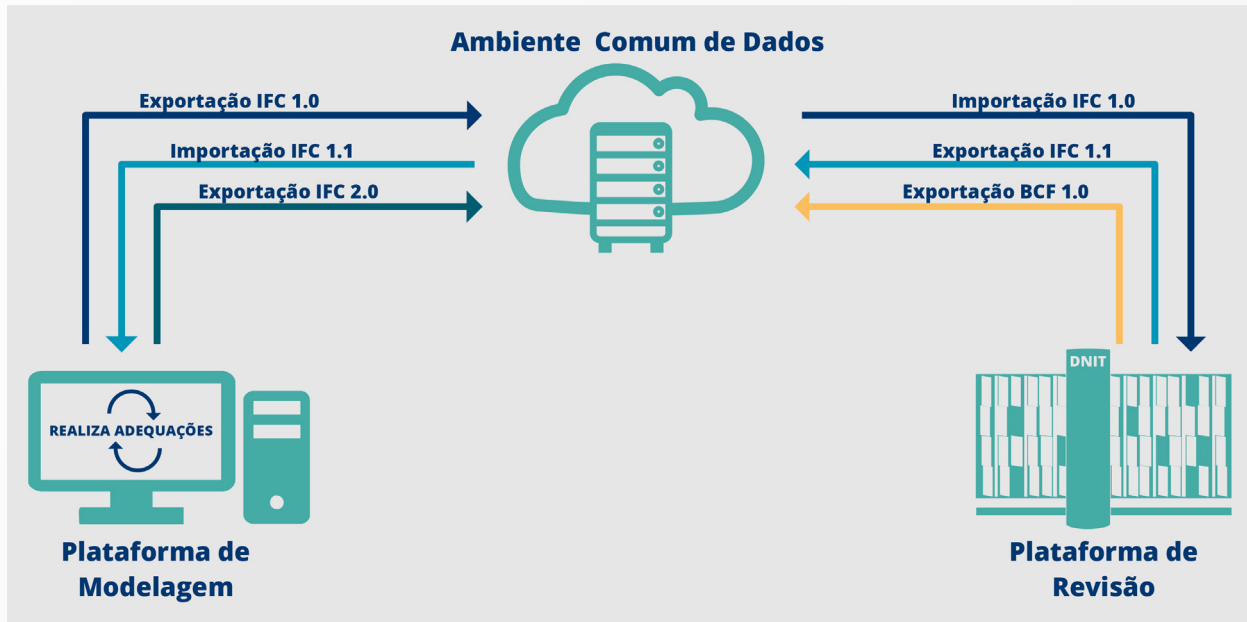 Ambiente Comum de Dados
Exportação IFC 1.0
Importação IFC 1.1
Exportação IFC 2.0
Importação IFC 1.0
Exportação IFC 1.1
Exportação BCF 1.0
REALIZA ADEQUAÇÕES
DNIT
Plataforma de
Modelagem
Plataforma de
Revisão